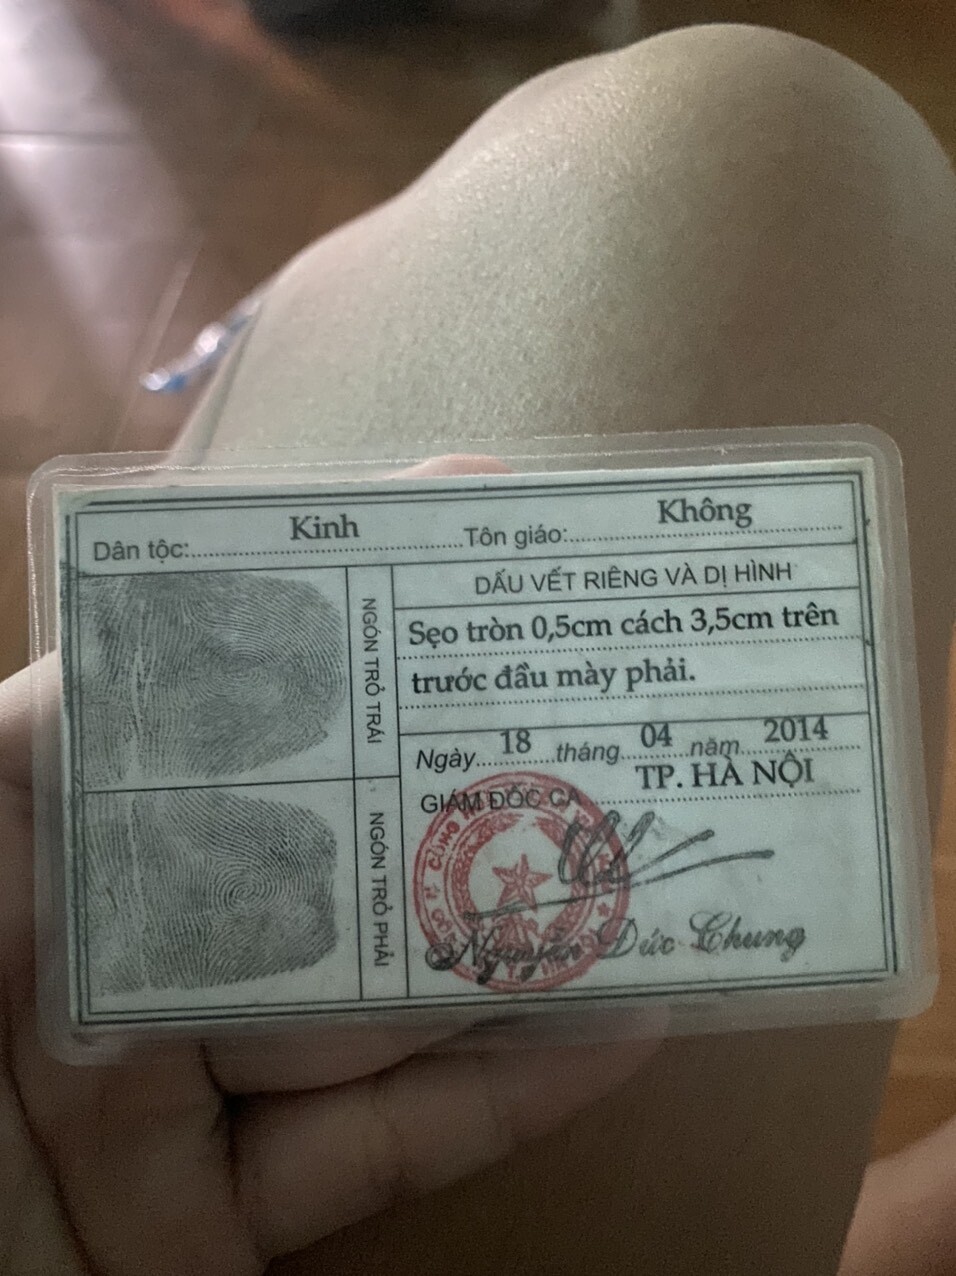 Dân tộc: Kinh Tôn giáo: Không
NGÓN TRỎ TRÁI
NGÓN TRỎ PHẢI
DẤU VẾT RIÊNG VÀ DỊ HÌNH
Sẹo tròn 0,5cm cách 3,5cm trên
trước đầu mày phải.
Ngày 18 tháng 04 năm 2014
GIÁM ĐỐC CA TP. HÀ NỘI
Nguyễn Đức Chung